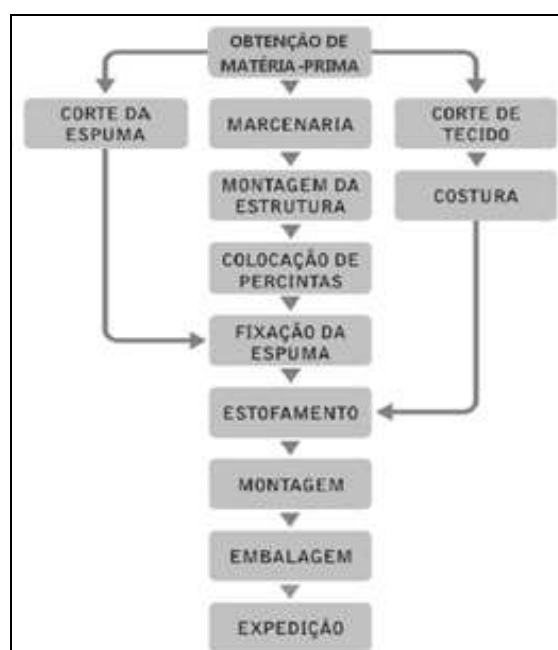 OBTENÇÃO DE
MATÉRIA-PRIMA
CORTE DA
ESPUMA
MARCENARIA
CORTE DE
TECIDO
MONTAGEM DA
ESTRUTURA
COSTURA
COLOCAÇÃO DE
PERCINTAS
FIXAÇÃO DA
ESPUMA
ESTOFAMENTO
MONTAGEM
EMBALAGEM
EXPEDIÇÃO